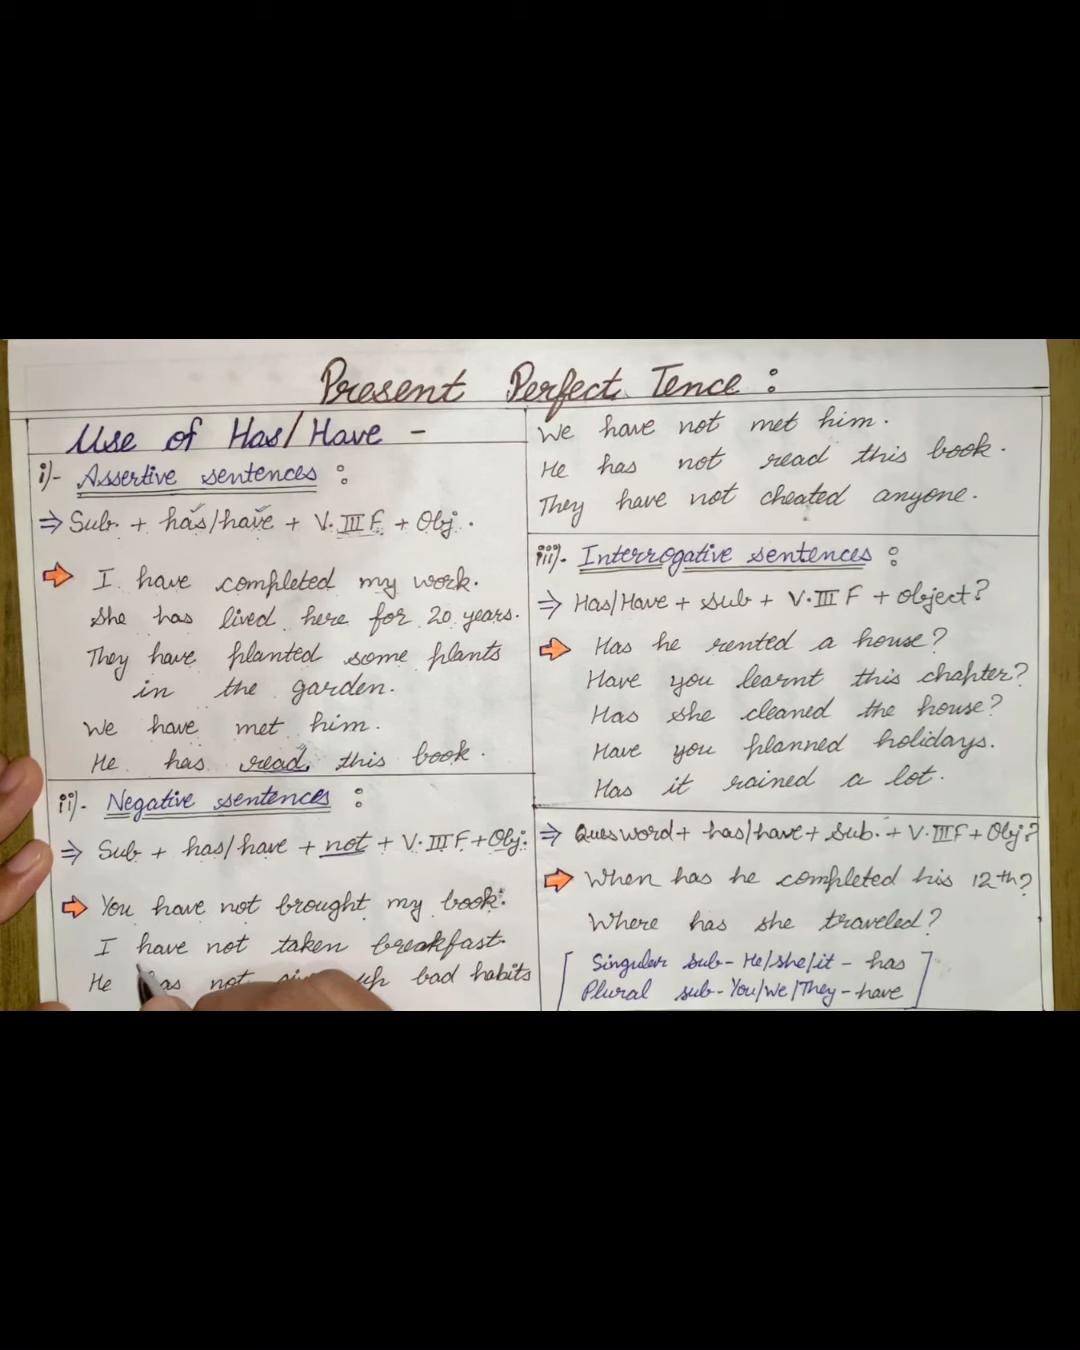 Present Perfect Tence :
Use of Has/Have -
i)- Assertive sentences :
⇒ Sub. + has/have + V.III F. + Obj.
I have completed my work.
She has lived here for 20 years.
They have planted some plants
in the garden.
We have met him.
He has read this book.
ii)- Negative sentences :
⇒ Sub + has/have + not + V.III F. + Obj.
You have not brought my book.
I have not taken breakfast.
He has not up bad habits
We have not met him.
He has not read this book.
They have not cheated anyone.
iii)- Interrogative sentences :
⇒ Has/Have + sub + V.III F + object?
Has he rented a house?
Have you learnt this chapter?
Has she cleaned the house?
Have you planned holidays.
Has it rained a lot.
⇒ Ques word + has/have + sub. + V.III F + Obj?
When has he completed his 12th?
Where has she traveled?
[ Singular sub - He/she/it - has ]
Plural sub - You/We/They - have